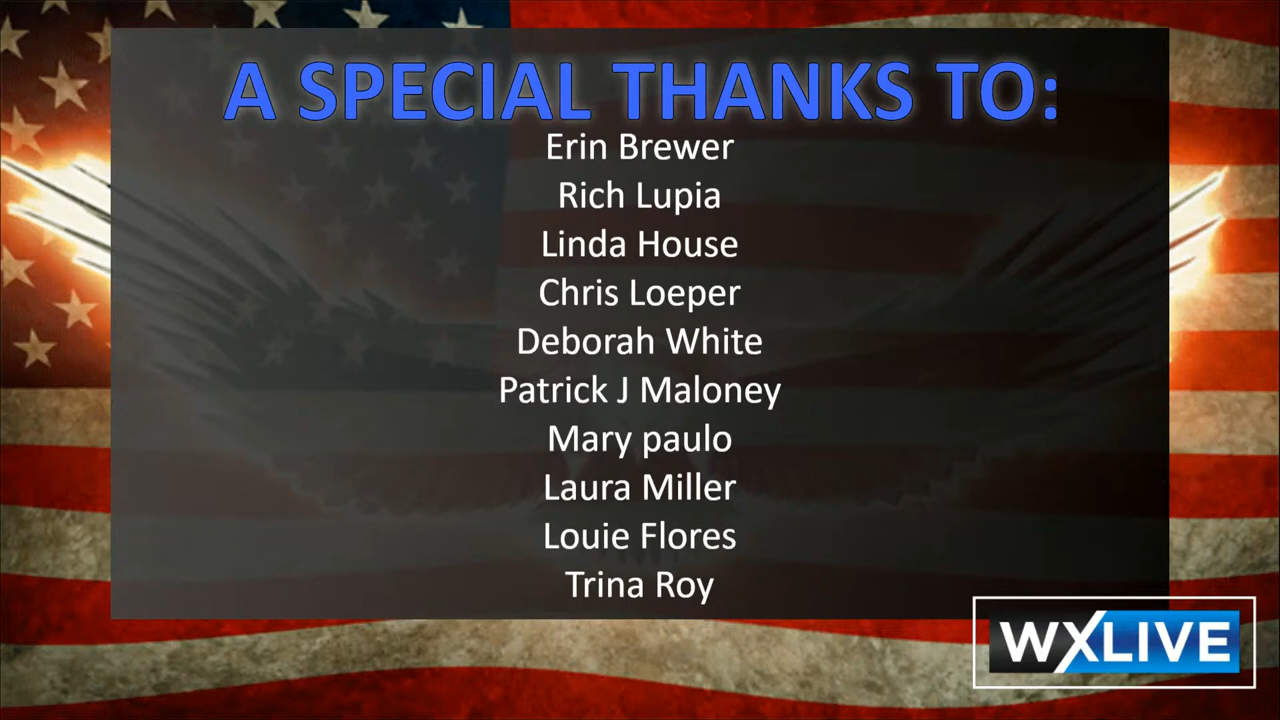 A SPECIAL THANKS TO:
Erin Brewer
Rich Lupia
Linda House
Chris Loeper
Deborah White
Patrick J Maloney
Mary paulo
Laura Miller
Louie Flores
Trina Roy
WXLIVE